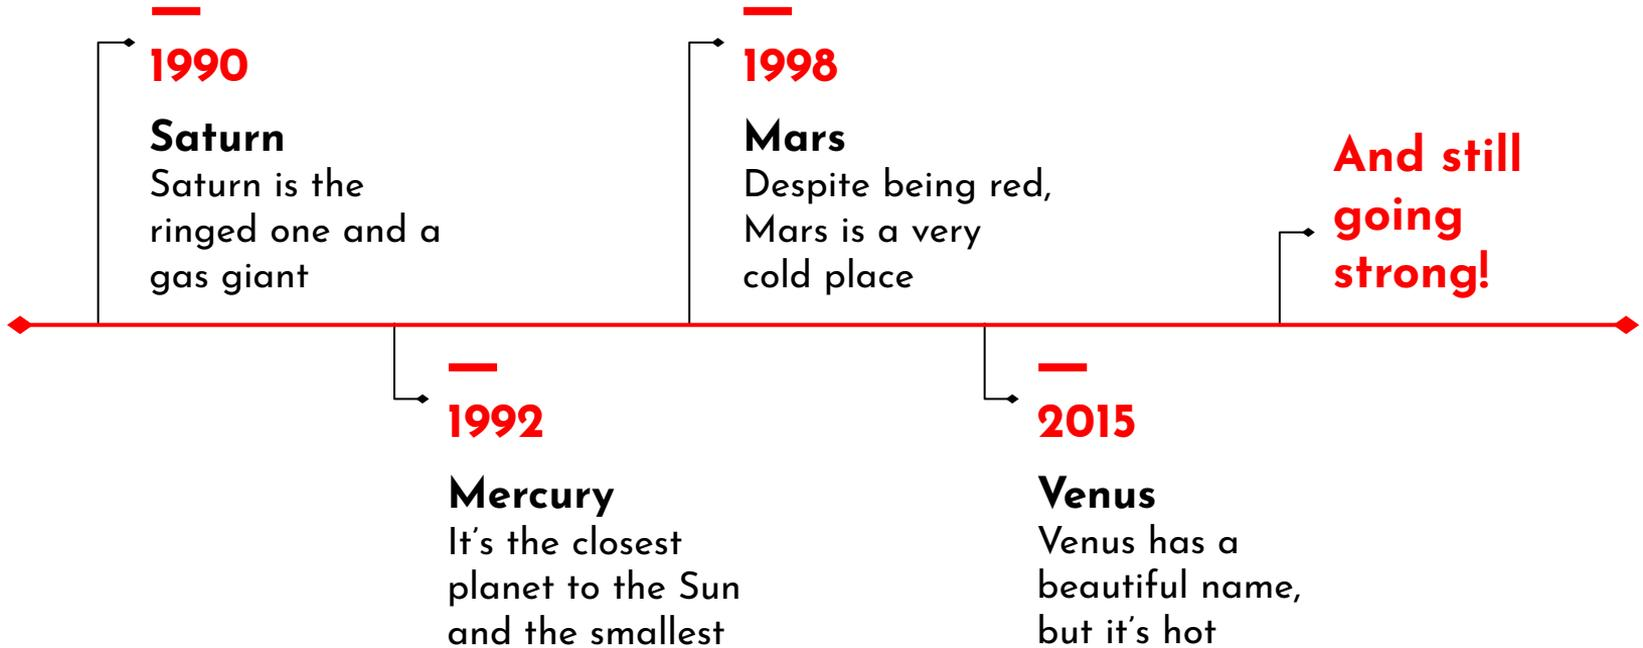 1990
Saturn
Saturn is the
ringed one and a
gas giant
1992
Mercury
It’s the closest
planet to the Sun
and the smallest
1998
Mars
Despite being red,
Mars is a very
cold place
2015
Venus
Venus has a
beautiful name,
but it’s hot
And still
going
strong!